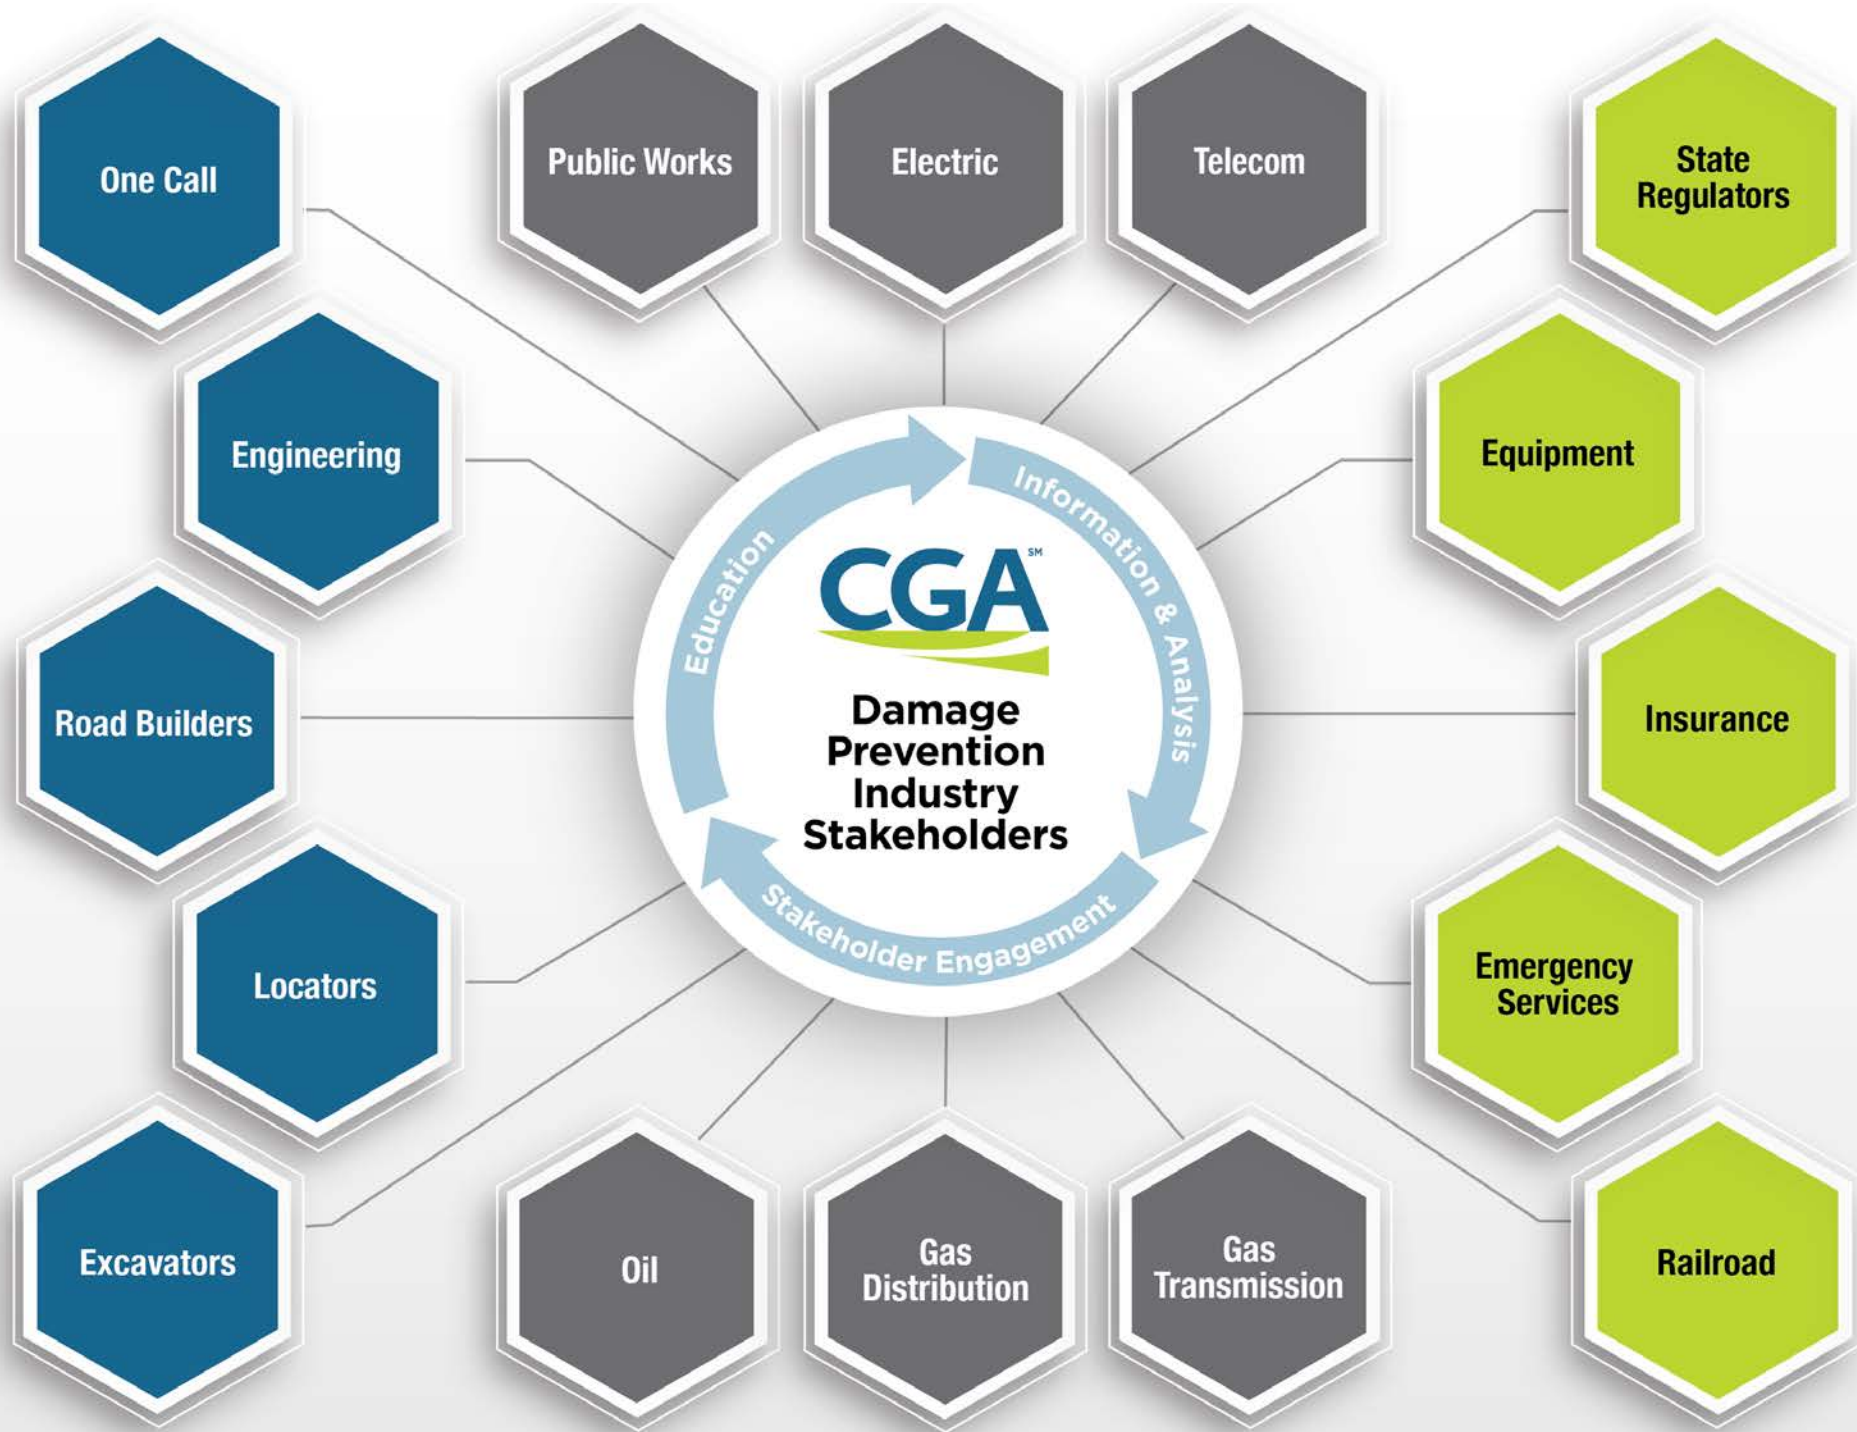 One Call
Public Works
Electric
Telecom
State
Regulators
Engineering
Equipment
Education
Information & Analysis
CGA SM
Damage
Prevention
Industry
Stakeholders
Stakeholder Engagement
Road Builders
Insurance
Locators
Emergency
Services
Excavators
Oil
Gas
Distribution
Gas
Transmission
Railroad